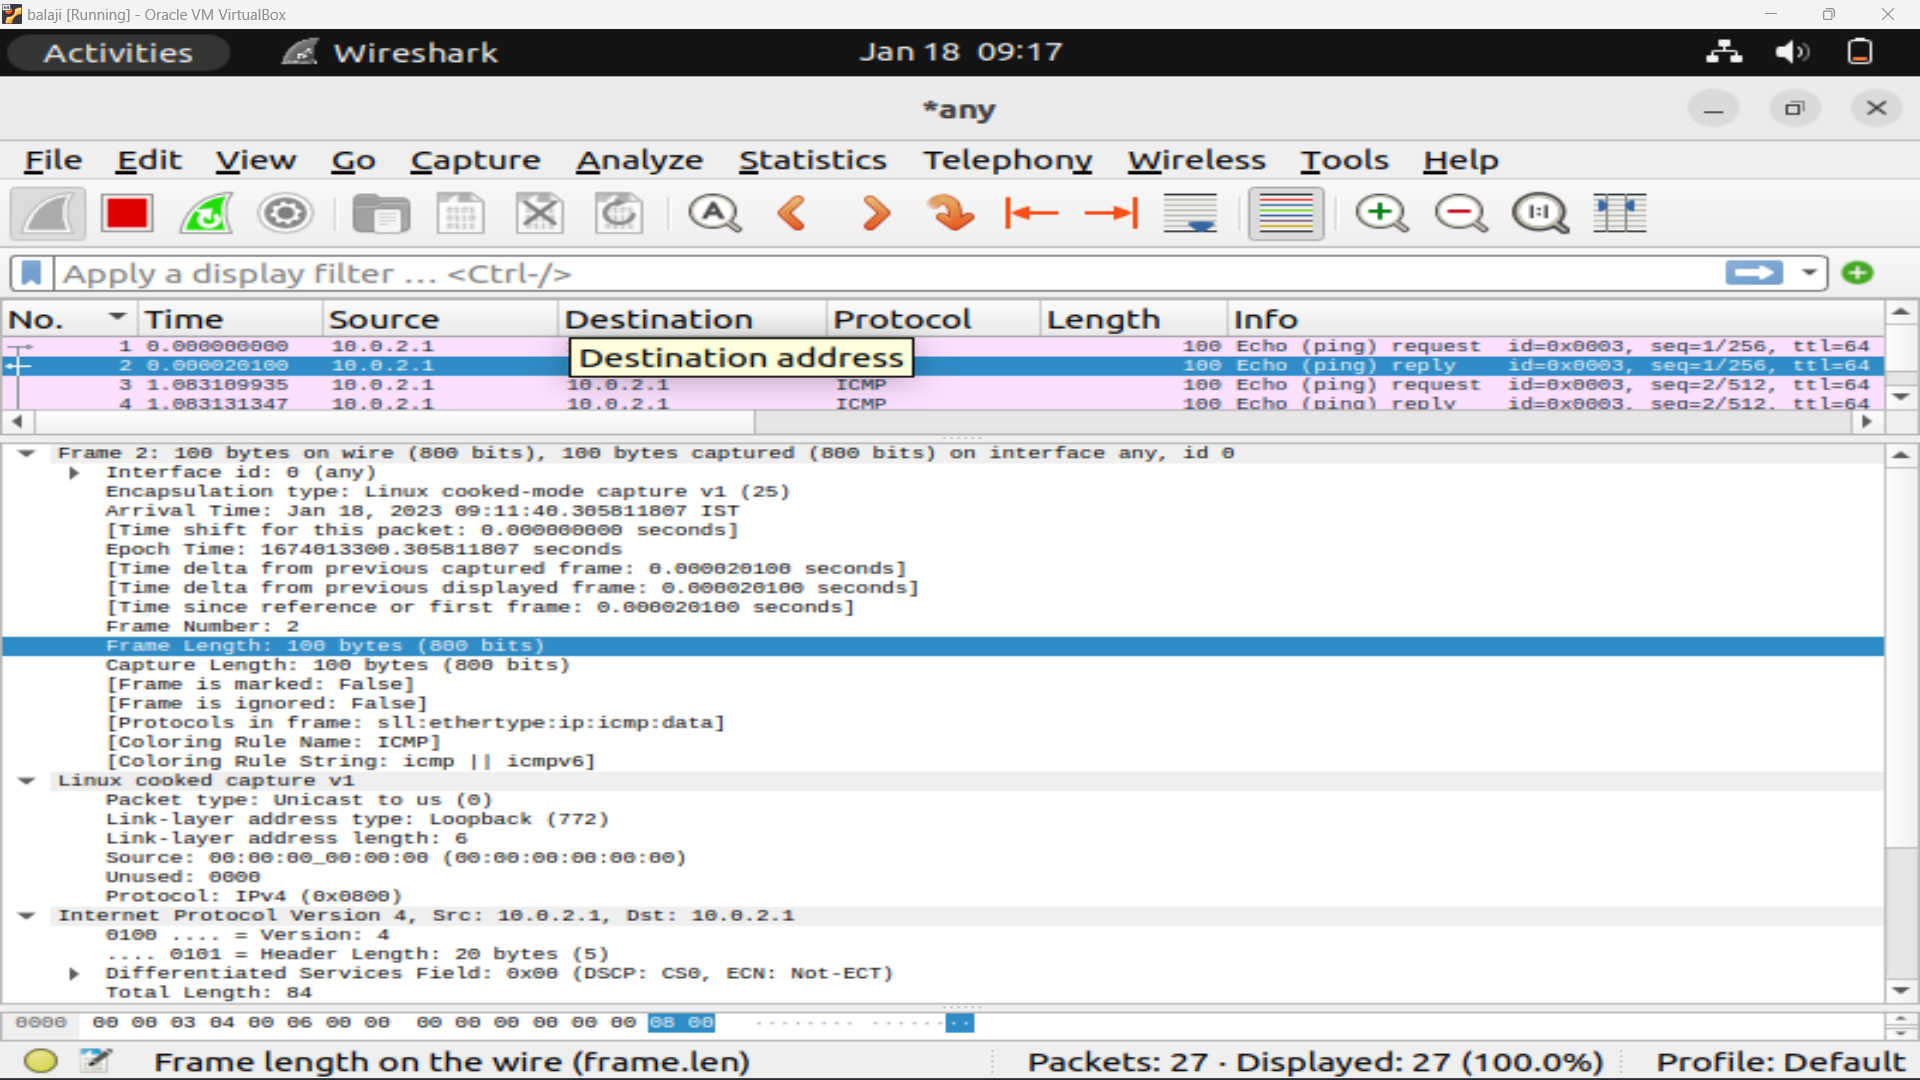 balaji [Running] - Oracle VM VirtualBox
Activities Wireshark Jan 18 09:17
*any
File Edit View Go Capture Analyze Statistics Telephony Wireless Tools Help
Apply a display filter … <Ctrl-/>
No. Time Source Destination Protocol Length Info
1 0.000000000 10.0.2.1 100 Echo (ping) request id=0x0003, seq=1/256, ttl=64
Destination address
2 0.000020100 10.0.2.1 100 Echo (ping) reply id=0x0003, seq=1/256, ttl=64
3 1.083109935 10.0.2.1 10.0.2.1 ICMP 100 Echo (ping) request id=0x0003, seq=2/512, ttl=64
4 1.083131347 10.0.2.1 10.0.2.1 ICMP 100 Echo (ping) reply id=0x0003, seq=2/512, ttl=64
Frame 2: 100 bytes on wire (800 bits), 100 bytes captured (800 bits) on interface any, id 0
Interface id: 0 (any)
Encapsulation type: Linux cooked-mode capture v1 (25)
Arrival Time: Jan 18, 2023 09:11:40.305811807 IST
[Time shift for this packet: 0.000000000 seconds]
Epoch Time: 1674013300.305811807 seconds
[Time delta from previous captured frame: 0.000020100 seconds]
[Time delta from previous displayed frame: 0.000020100 seconds]
[Time since reference or first frame: 0.000020100 seconds]
Frame Number: 2
Frame Length: 100 bytes (800 bits)
Capture Length: 100 bytes (800 bits)
[Frame is marked: False]
[Frame is ignored: False]
[Protocols in frame: sll:ethertype:ip:icmp:data]
[Coloring Rule Name: ICMP]
[Coloring Rule String: icmp || icmpv6]
Linux cooked capture v1
Packet type: Unicast to us (0)
Link-layer address type: Loopback (772)
Link-layer address length: 6
Source: 00:00:00_00:00:00 (00:00:00:00:00:00)
Unused: 0000
Protocol: IPv4 (0x0800)
Internet Protocol Version 4, Src: 10.0.2.1, Dst: 10.0.2.1
0100 .... = Version: 4
.... 0101 = Header Length: 20 bytes (5)
Differentiated Services Field: 0x00 (DSCP: CS0, ECN: Not-ECT)
Total Length: 84
0000 00 00 03 04 00 06 00 00 00 00 00 00 00 00 08 00 ········ ········
Frame length on the wire (frame.len) Packets: 27 · Displayed: 27 (100.0%) Profile: Default